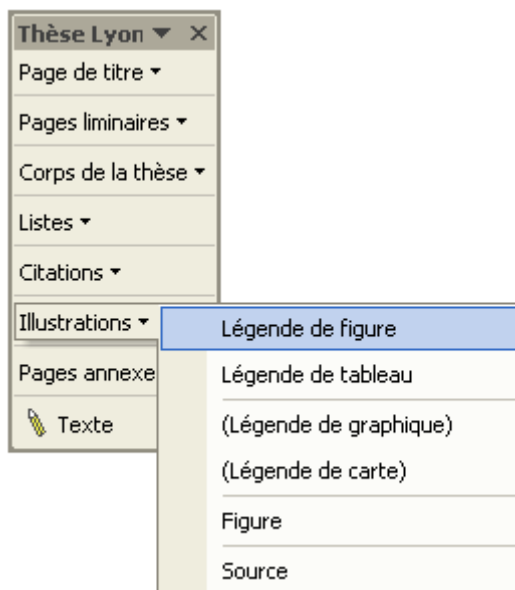 Thèse Lyon
Page de titre
Pages liminaires
Corps de la thèse
Listes
Citations
Illustrations
Pages annexe
Texte
Légende de figure
Légende de tableau
(Légende de graphique)
(Légende de carte)
Figure
Source